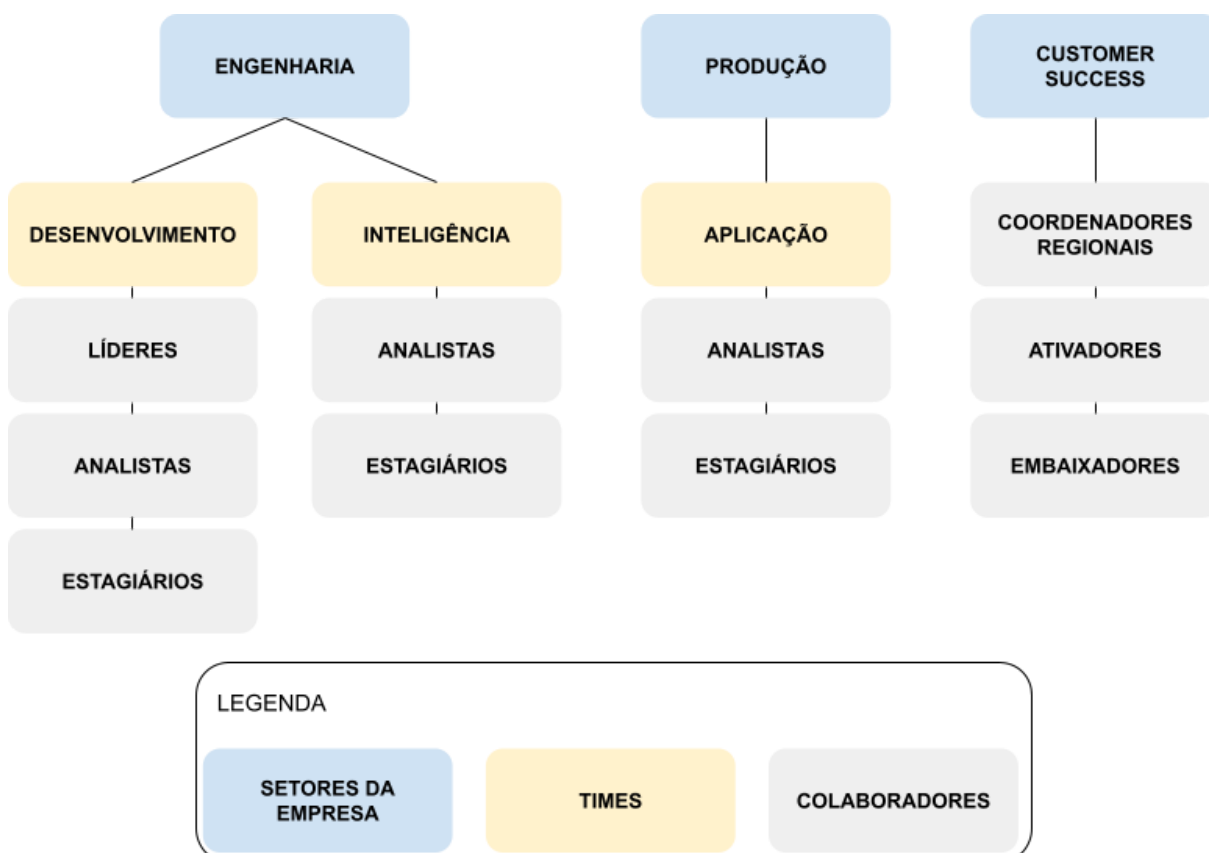 ENGENHARIA
PRODUÇÃO
CUSTOMER
SUCCESS
DESENVOLVIMENTO
INTELIGÊNCIA
APLICAÇÃO
COORDENADORES
REGIONAIS
LÍDERES
ANALISTAS
ANALISTAS
ATIVADORES
ANALISTAS
ESTAGIÁRIOS
ESTAGIÁRIOS
EMBAIXADORES
ESTAGIÁRIOS
LEGENDA
SETORES DA
EMPRESA
TIMES
COLABORADORES